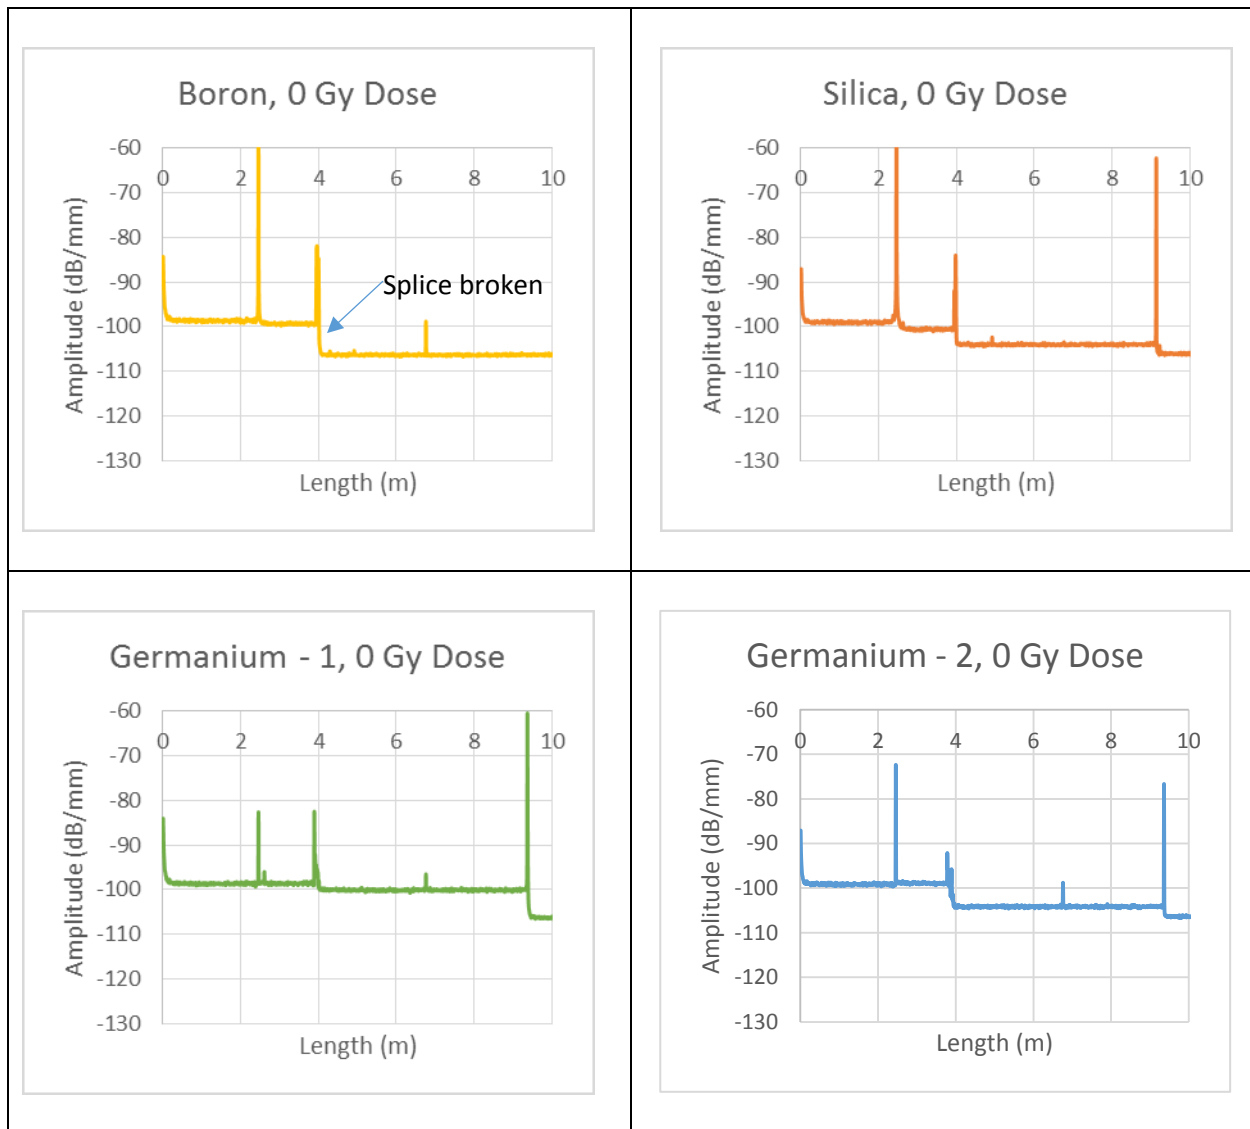 Boron, 0 Gy Dose
-60
0 2 4 6 8 10
-70
-80
-90
Splice broken
-100
-110
-120
-130
Amplitude (dB/mm)
Length (m)
Silica, 0 Gy Dose
-60
0 2 4 6 8 10
-70
-80
-90
-100
-110
-120
-130
Amplitude (dB/mm)
Length (m)
Germanium - 1, 0 Gy Dose
-60
0 2 4 6 8 10
-70
-80
-90
-100
-110
-120
-130
Amplitude (dB/mm)
Length (m)
Germanium - 2, 0 Gy Dose
-60
0 2 4 6 8 10
-70
-80
-90
-100
-110
-120
-130
Amplitude (dB/mm)
Length (m)